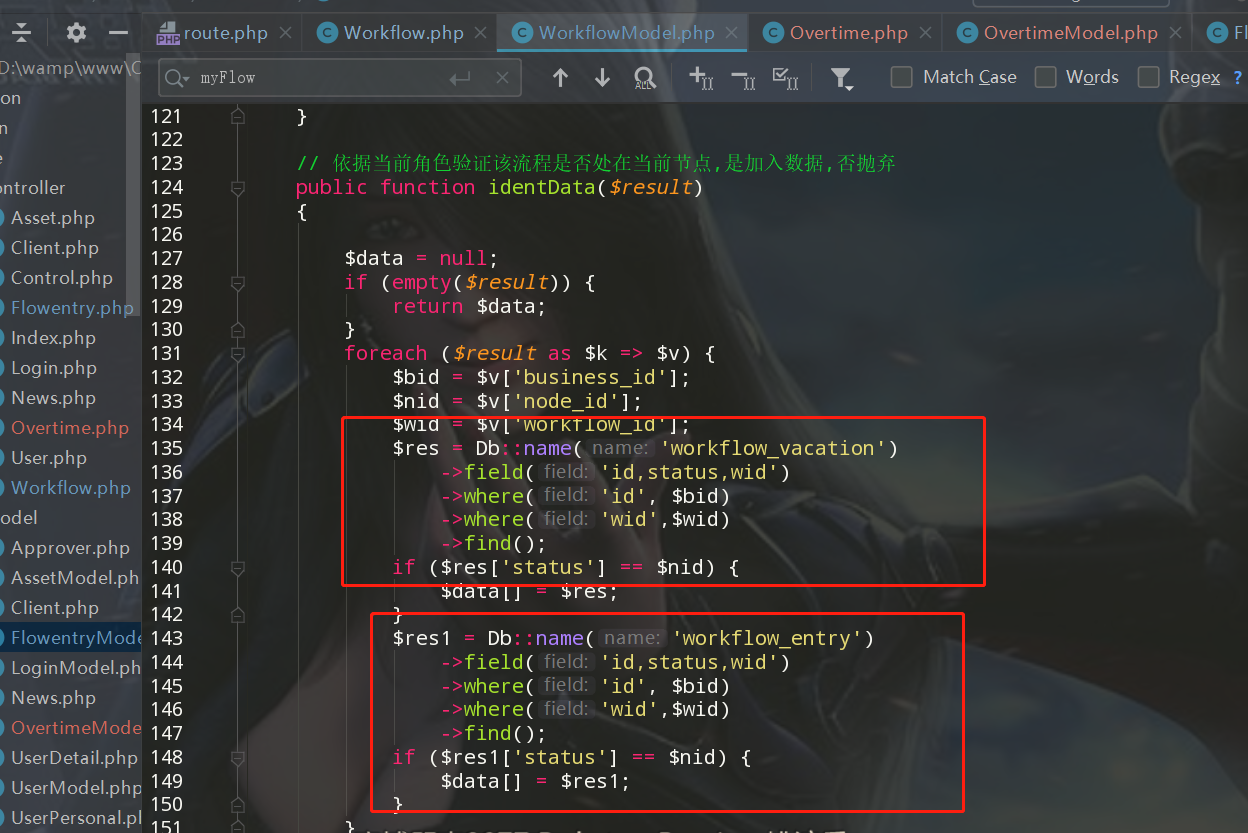 route.php
Workflow.php
WorkflowModel.php
Overtime.php
OvertimeModel.php
D:\wamp\www\
myFlow
Match Case
Words
Regex
?
ontroller
Asset.php
Client.php
Control.php
Flowentry.php
Index.php
Login.php
News.php
Overtime.php
User.php
Workflow.php
odel
Approver.php
AssetModel.ph
Client.php
FlowentryMode
LoginModel.ph
News.php
OvertimeMode
UserDetail.php
UserModel.php
UserPersonal.pl
121 }
122
123 // 依据当前角色验证该流程是否处在当前节点,是加入数据,否抛弃
124 public function identData($result)
125 {
126
127 $data = null;
128 if (empty($result)) {
129 return $data;
130 }
131 foreach ($result as $k => $v) {
132 $bid = $v['business_id'];
133 $nid = $v['node_id'];
134 $wid = $v['workflow_id'];
135 $res = Db::name( name: 'workflow_vacation')
136 ->field( field: 'id,status,wid')
137 ->where( field: 'id', $bid)
138 ->where( field: 'wid',$wid)
139 ->find();
140 if ($res['status'] == $nid) {
141 $data[] = $res;
142 }
143 $res1 = Db::name( name: 'workflow_entry')
144 ->field( field: 'id,status,wid')
145 ->where( field: 'id', $bid)
146 ->where( field: 'wid',$wid)
147 ->find();
148 if ($res1['status'] == $nid) {
149 $data[] = $res1;
150 }
151 }